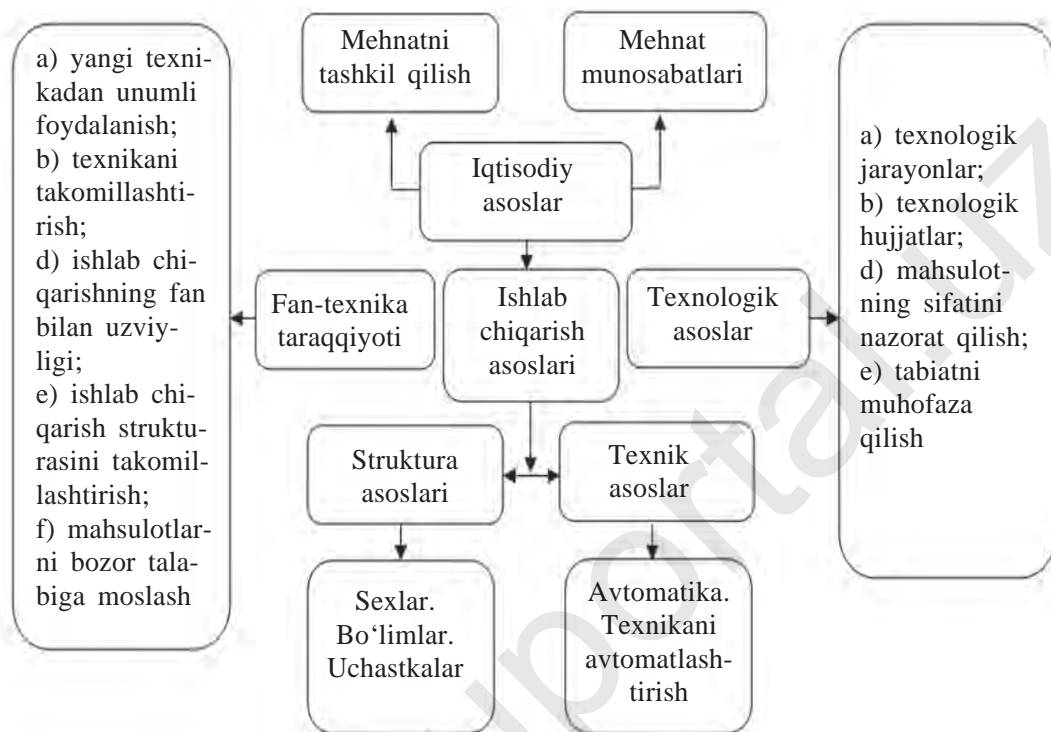 a) yangi texni-
kadan unumli
foydalanish;
b) texnikani
takomillashti-
rish;
d) ishlab chi-
qarishning fan
bilan uzviy-
ligi;
e) ishlab chi-
qarish struktu-
rasini takomil-
lashtirish;
f) mahsulotlar-
ni bozor tala-
biga moslash
Mehnatni
tashkil qilish
Mehnat
munosabatlari
Iqtisodiy
asoslar
Fan-texnika
taraqqiyoti
Ishlab
chiqarish
asoslari
Texnologik
asoslar
Struktura
asoslari
Texnik
asoslar
Sexlar.
Bo‘limlar.
Uchastkalar
Avtomatika.
Texnikani
avtomatlash-
tirish
a) texnologik
jarayonlar;
b) texnologik
hujjatlar;
d) mahsulot-
ning sifatini
nazorat qilish;
e) tabiatni
muhofaza
qilish
uportal.uz